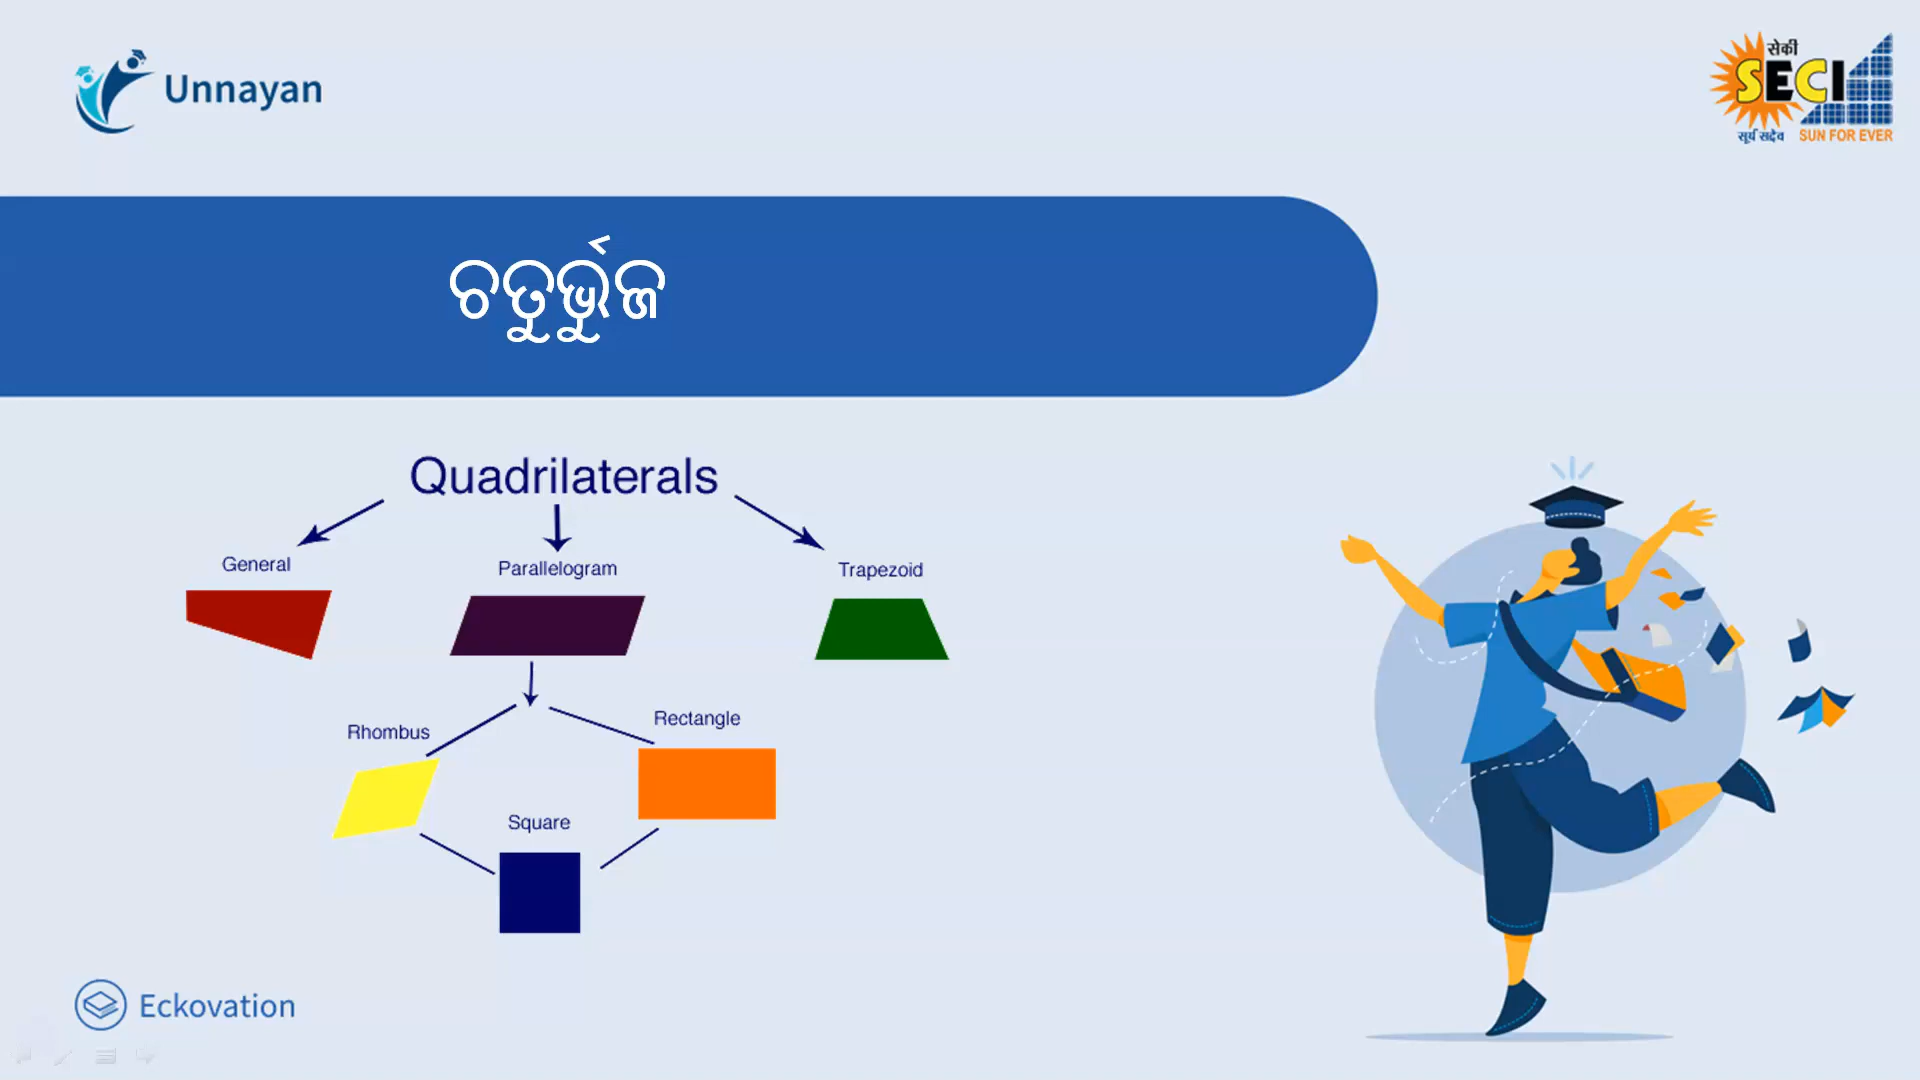 Unnayan
सेकी
SECI
सूर्य सदैव SUN FOR EVER
ଚତୁର୍ଭୁଜ
Quadrilaterals
General
Parallelogram
Trapezoid
Rhombus
Rectangle
Square
Eckovation